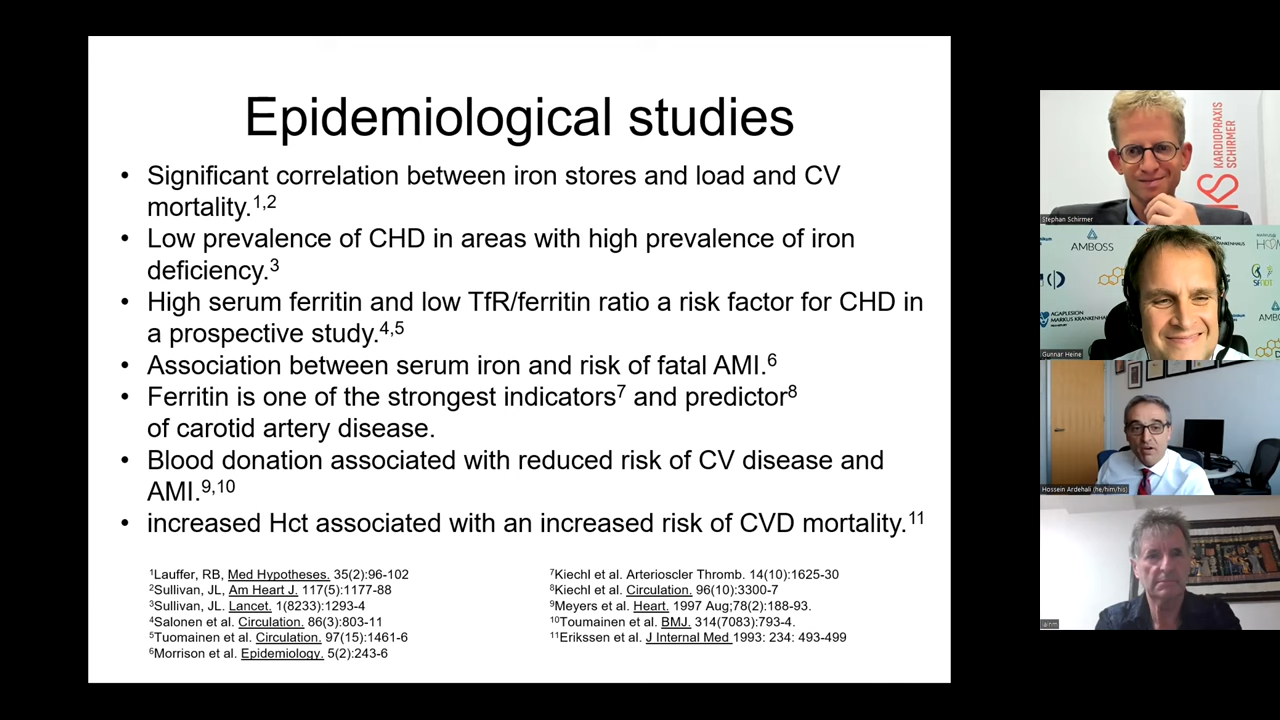 Epidemiological studies
• Significant correlation between iron stores and load and CV
mortality.1,2
• Low prevalence of CHD in areas with high prevalence of iron
deficiency.3
• High serum ferritin and low TfR/ferritin ratio a risk factor for CHD in
a prospective study.4,5
• Association between serum iron and risk of fatal AMI.6
• Ferritin is one of the strongest indicators7 and predictor8
of carotid artery disease.
• Blood donation associated with reduced risk of CV disease and
AMI.9,10
• increased Hct associated with an increased risk of CVD mortality.11
1Lauffer, RB, Med Hypotheses. 35(2):96-102
2Sullivan, JL, Am Heart J. 117(5):1177-88
3Sullivan, JL. Lancet. 1(8233):1293-4
4Salonen et al. Circulation. 86(3):803-11
5Tuomainen et al. Circulation. 97(15):1461-6
6Morrison et al. Epidemiology. 5(2):243-6
7Kiechl et al. Arterioscler Thromb. 14(10):1625-30
8Kiechl et al. Circulation. 96(10):3300-7
9Meyers et al. Heart. 1997 Aug;78(2):188-93.
10Toumainen et al. BMJ. 314(7083):793-4.
11Erikssen et al. J Internal Med 1993: 234: 493-499
KARDIOPRAXIS
SCHIRMER
KS
Stephan Schirmer
AMBOSS
AGAPLESION
MARKUS KRANKENHAUS
Gunnar Heine
Hossein Ardehali (he/him/his)